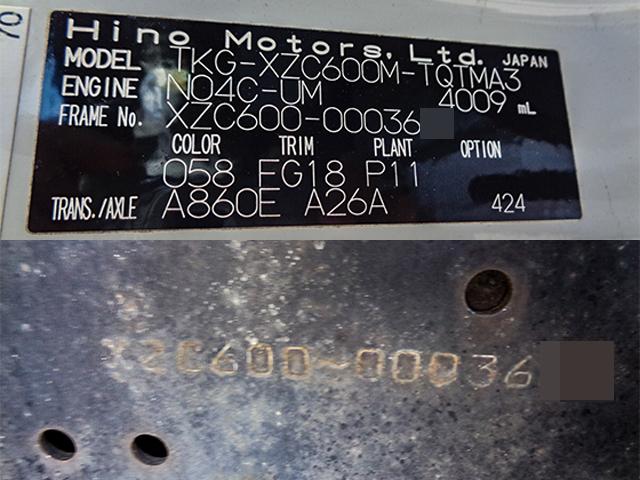 70
Hino Motors, Ltd. JAPAN
MODEL TKG-XZC600M-TQTMA3
ENGINE N04C-UM 4009 mL
FRAME No. XZC600-00036
COLOR TRIM PLANT OPTION
058 FG18 P11
TRANS./AXLE A860E A26A 424
XZC600-00036